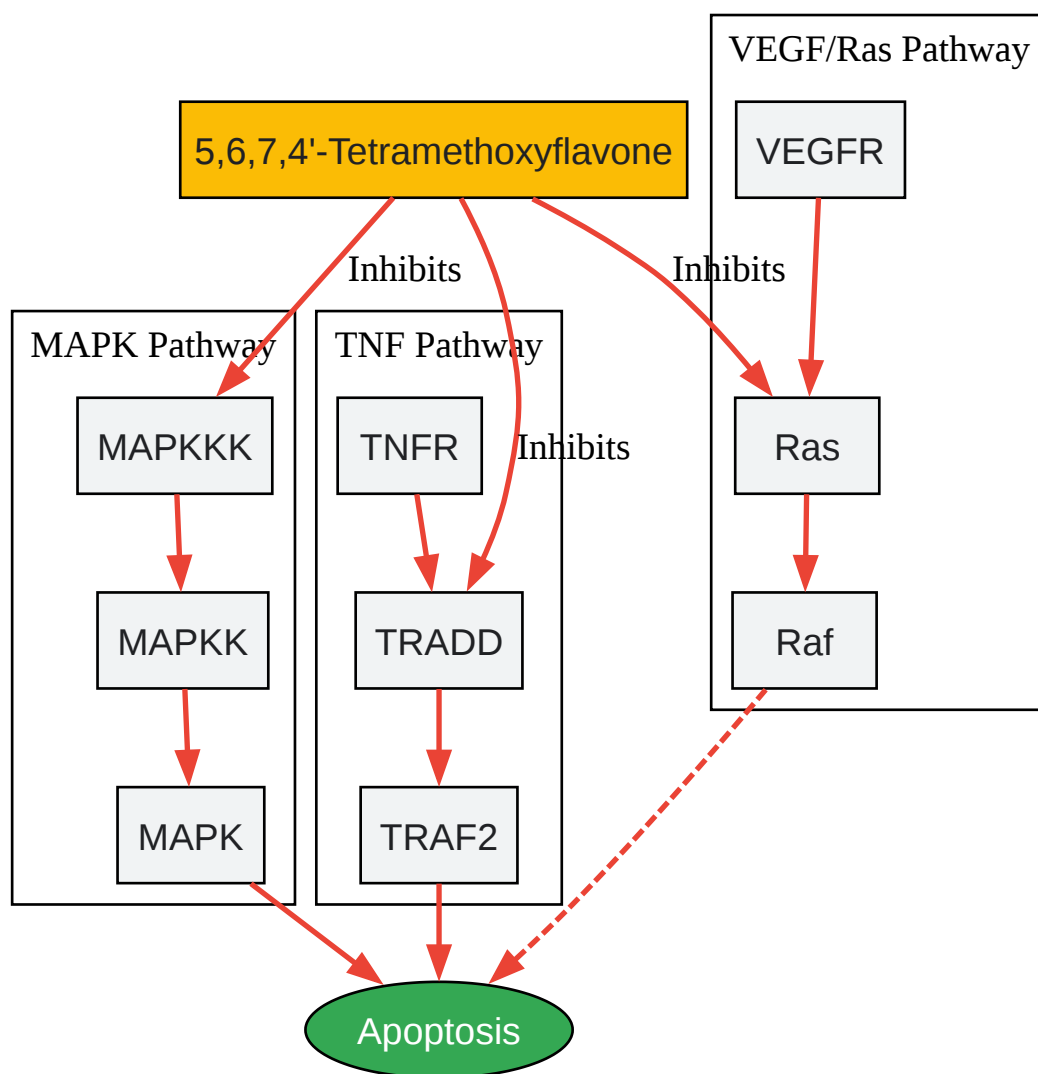 VEGF/Ras Pathway
5,6,7,4'-Tetramethoxyflavone
VEGFR
Inhibits
Inhibits
MAPK Pathway
TNF Pathway
MAPKKK
TNFR
Inhibits
Ras
MAPKK
TRADD
Raf
MAPK
TRAF2
Apoptosis